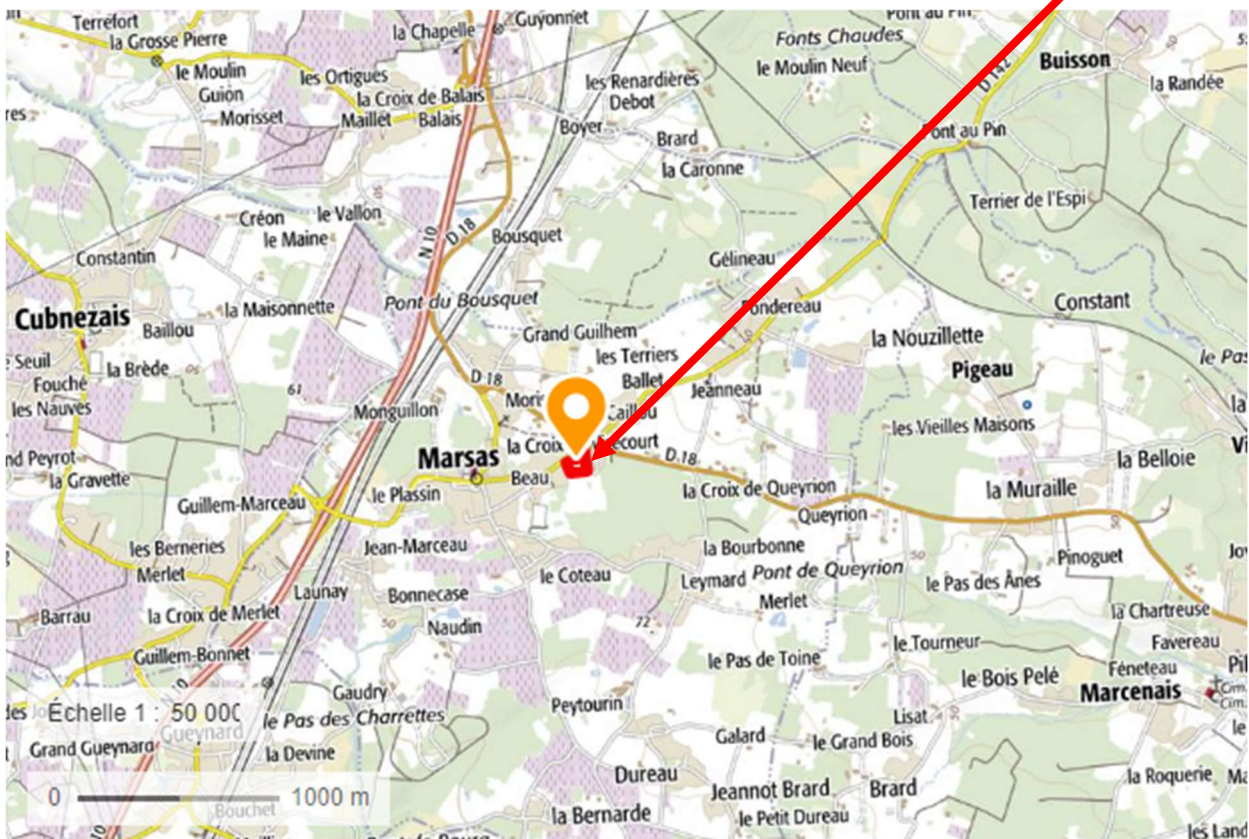 Terrefort
la Grosse Pierre
la Chapelle
Guyonnet
Pont au Pin
Fonts Chaudes
le Moulin Neuf
Buisson
la Randée
le Moulin
Guion
les Ortigues
la Croix de Balais
les Renardières
Debot
D 142
Morisset
Maillet
Balais
Boyer
Brard
Pont au Pin
la Caronne
50
Terrier de l'Espi
Créon
le Vallon
le Maine
N 10
D 18
Bousquet
Constantin
Gélineau
Cubnezais
Baillou
la Maisonnette
Pont du Bousquet
Fondereau
Constant
Grand Guilhem
la Nouzillette
Seuil
la Brède
les Terriers
le Pas
Fouché
61
D 18
Ballet
Jeanneau
Pigeau
les Nauves
Monguillon
Caillou
les Vieilles Maisons
la Croix
Marsas
Beau
D 18
nd Peyrot
la Gravette
la Belloie
Guillem-Marceau
le Plassin
la Croix de Queyrion
la Muraille
Queyrion
les Berneries
Jean-Marceau
la Bourbonne
Pinoguet
Merlet
le Coteau
Leymard
Pont de Queyrion
le Pas des Ânes
Launay
Bonnecase
Merlet
Barrau
la Croix de Merlet
72
la Chartreuse
Naudin
le Tourneur
Favereau
Guillem-Bonnet
le Pas de Toine
le Bois Pelé
Féneteau
Marcenais
Cim.
Gaudry
Peytourin
Échelle 1 : 50 000
Gueynard
le Pas des Charrettes
Lisat
Grand Gueynard
la Devine
Galard
le Grand Bois
Dureau
la Roquerie
0
1000 m
Jeannot Brard
Brard
Bouchet
la Bernarde
le Petit Dureau
les Land